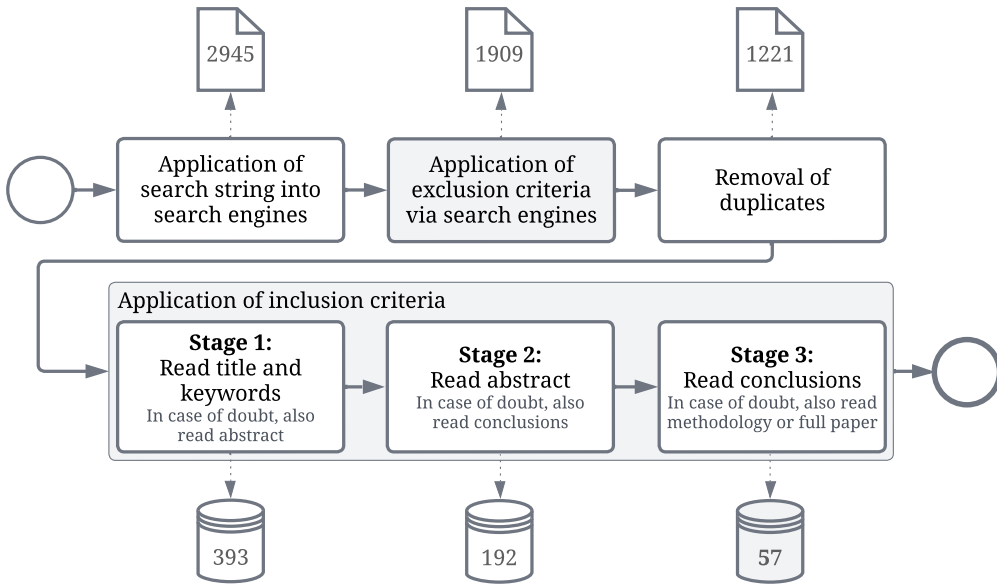 2945
1909
1221
Application of
search string into
search engines
Application of
exclusion criteria
via search engines
Removal of
duplicates
Application of inclusion criteria
Stage 1:
Read title and
keywords
In case of doubt, also
read abstract
Stage 2:
Read abstract
In case of doubt, also
read conclusions
Stage 3:
Read conclusions
In case of doubt, also read
methodology or full paper
393
192
57